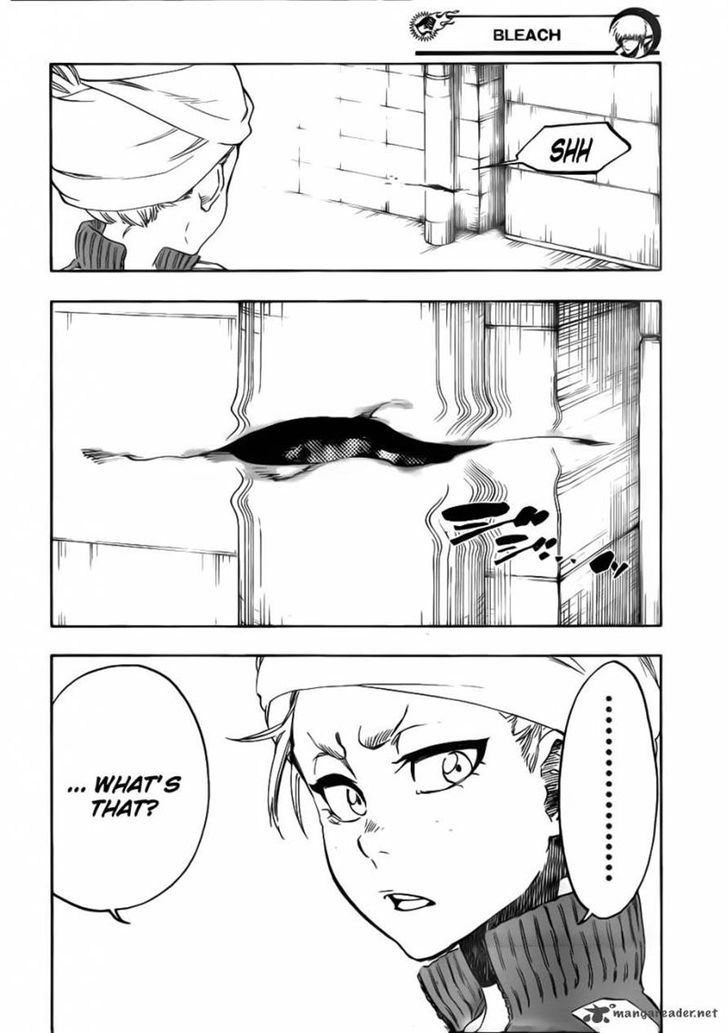 BLEACH
SHH
.............
... WHAT'S
THAT?
mangareader.net